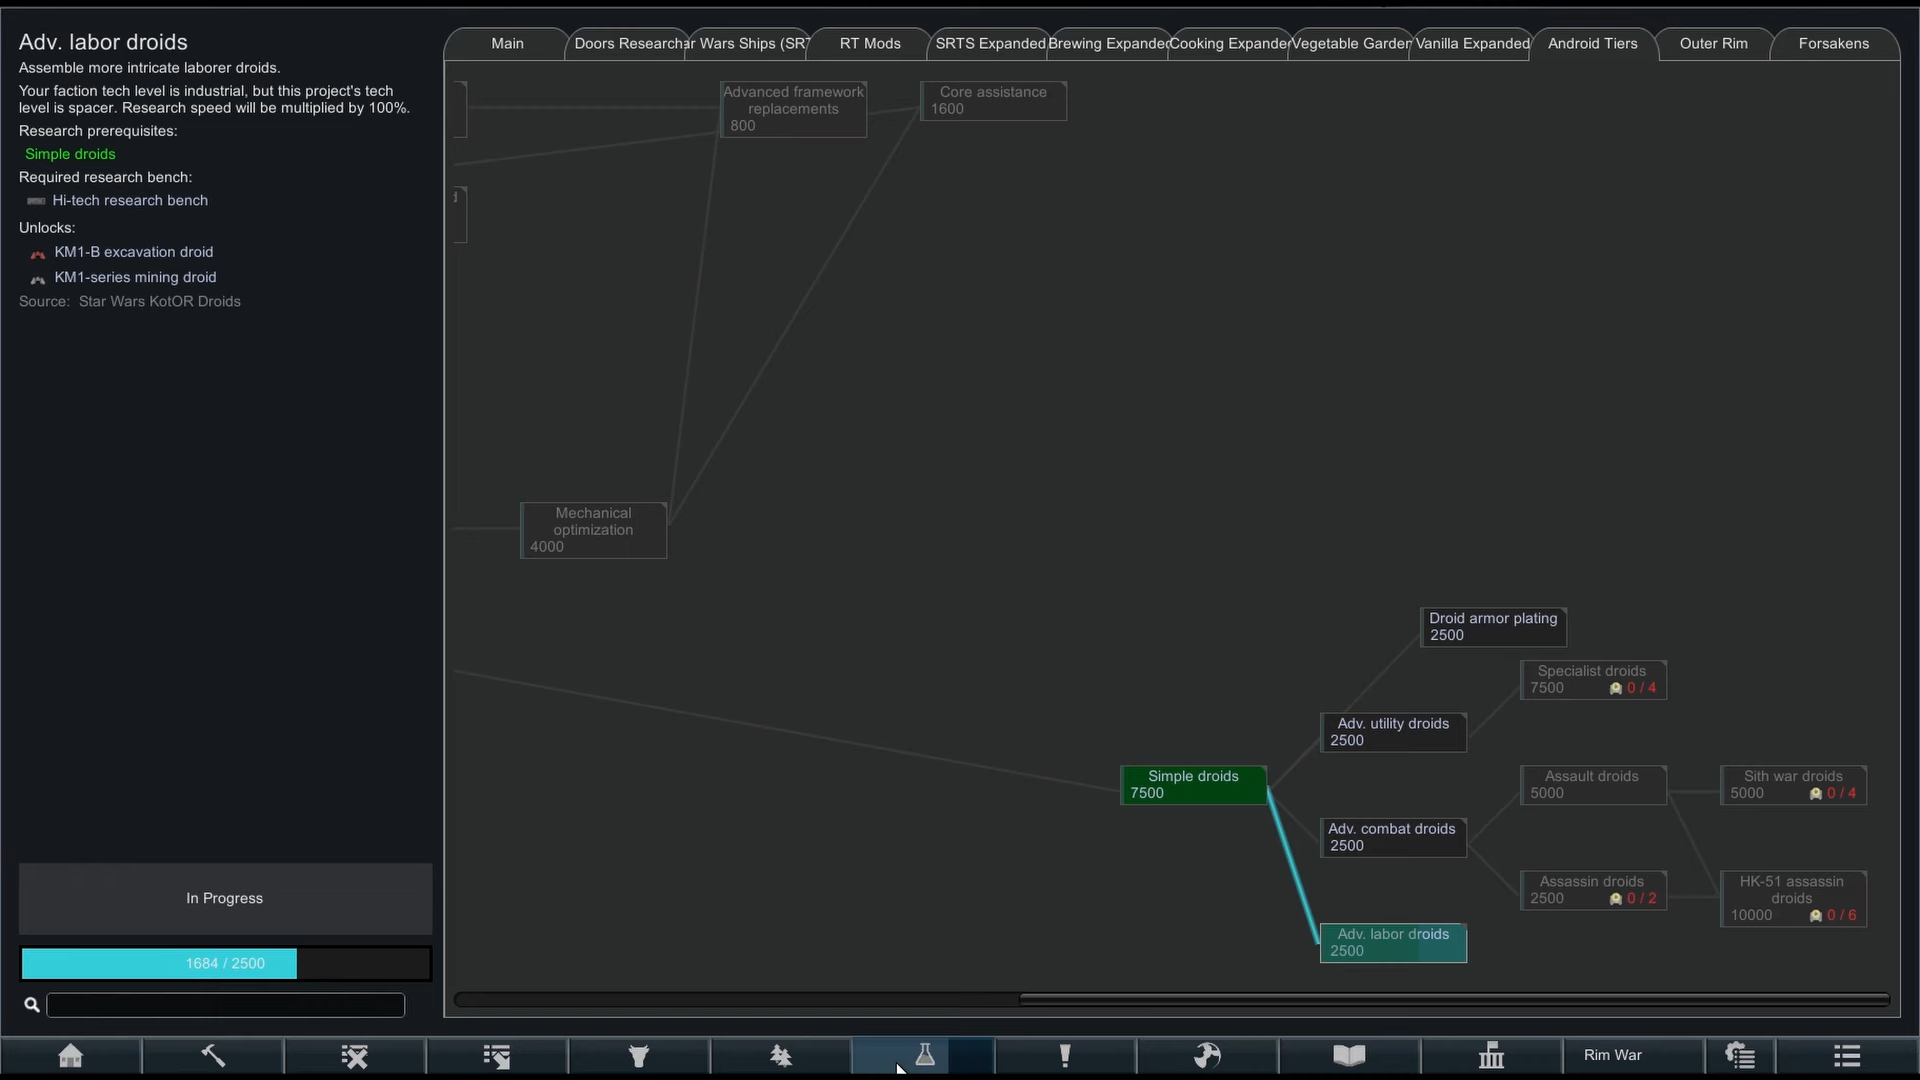 Adv. labor droids
Assemble more intricate laborer droids.
Your faction tech level is industrial, but this project's tech
level is spacer. Research speed will be multiplied by 100%.
Research prerequisites:
Simple droids
Required research bench:
Hi-tech research bench
Unlocks:
KM1-B excavation droid
KM1-series mining droid
Source: Star Wars KotOR Droids
In Progress
1684 / 2500
Main
Doors Research
ar Wars Ships (SRT
RT Mods
SRTS Expanded
Brewing Expanded
Cooking Expande
Vegetable Garden
Vanilla Expanded
Android Tiers
Outer Rim
Forsakens
Advanced framework
replacements
800
Core assistance
1600
d
Mechanical
optimization
4000
Droid armor plating
2500
Specialist droids
7500 0 / 4
Adv. utility droids
2500
Simple droids
7500
Assault droids
5000
Sith war droids
5000 0 / 4
Adv. combat droids
2500
Assassin droids
2500 0 / 2
HK-51 assassin
droids
10000 0 / 6
Adv. labor droids
2500
Rim War